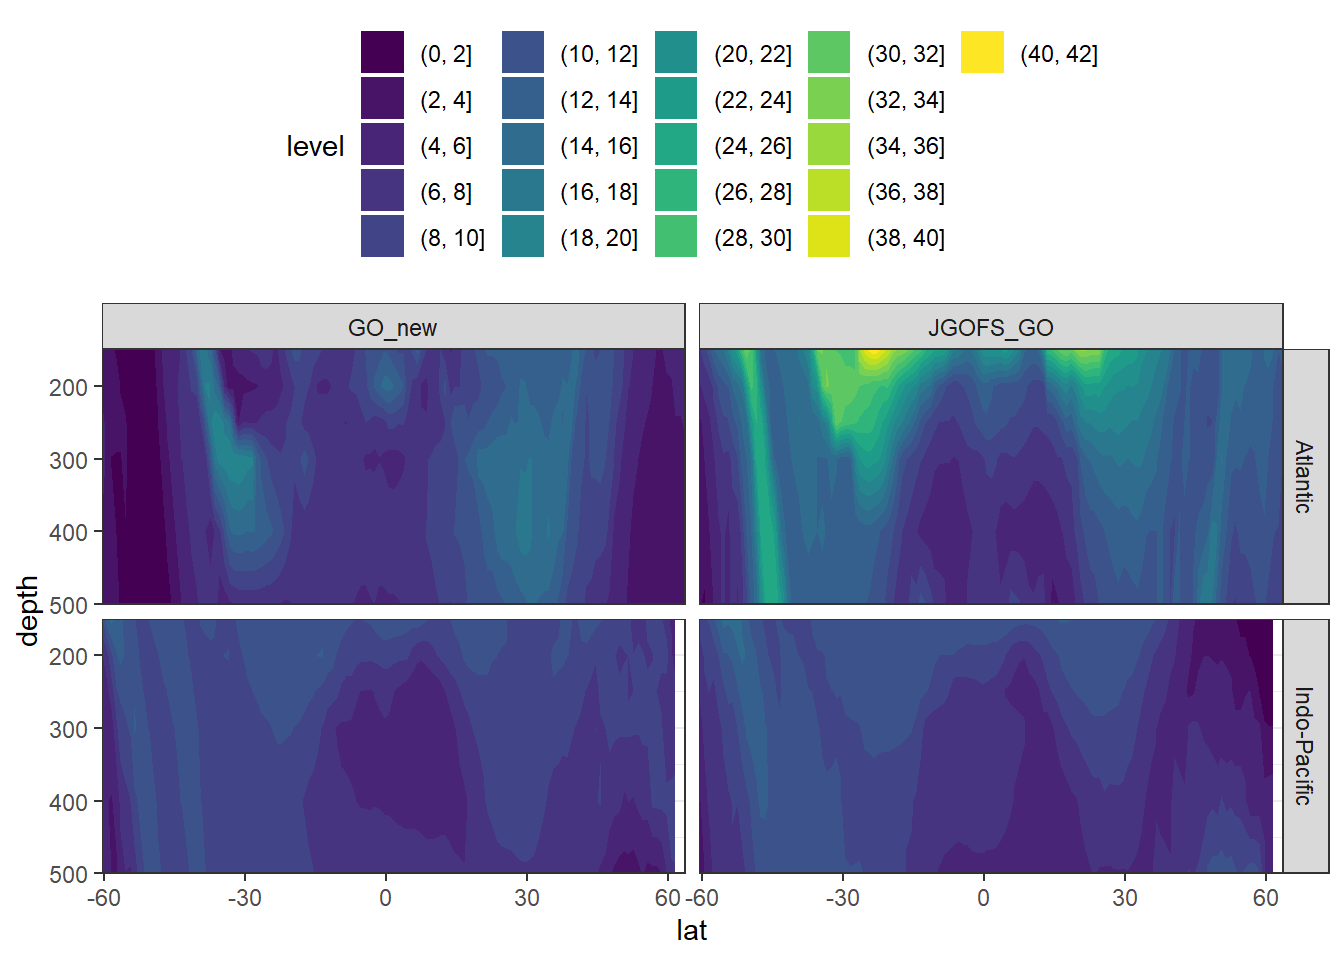 level
(0, 2] (10, 12] (20, 22] (30, 32] (40, 42]
(2, 4] (12, 14] (22, 24] (32, 34]
(4, 6] (14, 16] (24, 26] (34, 36]
(6, 8] (16, 18] (26, 28] (36, 38]
(8, 10] (18, 20] (28, 30] (38, 40]
GO_new JGOFS_GO
200
300
400
500
Atlantic
depth
200
300
400
500
Indo-Pacific
-60 -30 0 30 60 -60 -30 0 30 60
lat